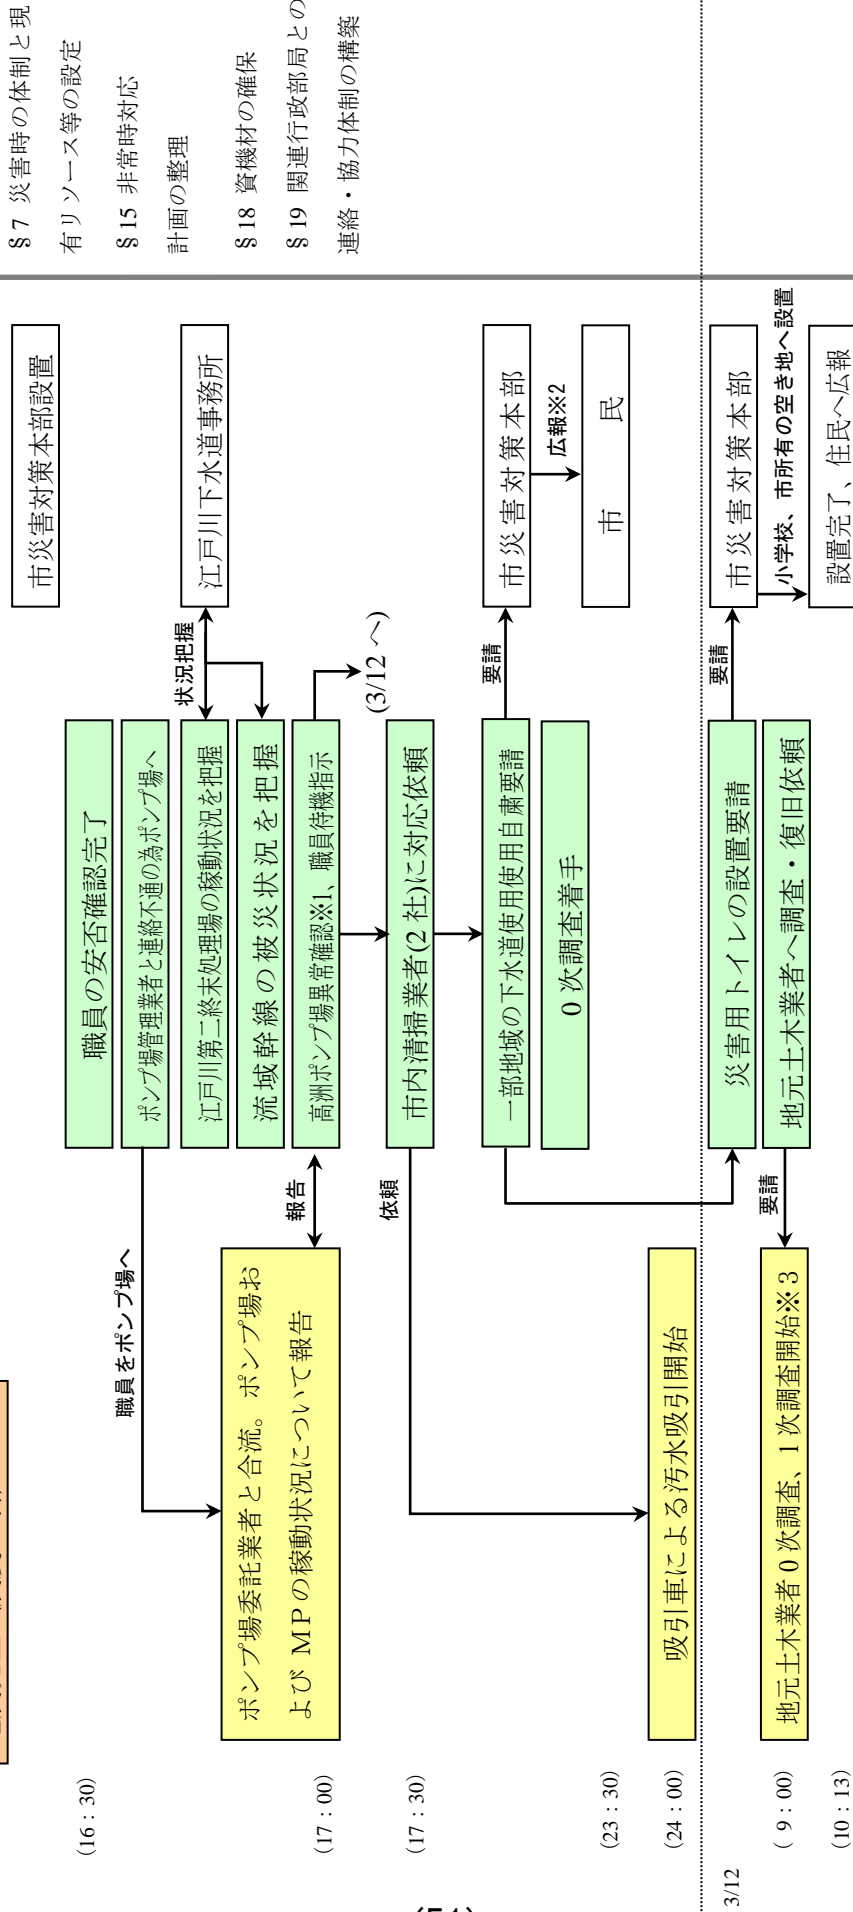 §7 災害時の体制と現
有リソース等の設定
§15 非常時対応
計画の整理
§18 資機材の確保
§19 関連行政部局との
連絡・協力体制の構築
市災害対策本部設置
(16：30)
職員の安否確認完了
ポンプ場管理業者と連絡不通の為ポンプ場へ
職員をポンプ場へ
江戸川第二終末処理場の稼動状況を把握
状況把握
江戸川下水道事務所
流域幹線の被災状況を把握
ポンプ場委託業者と合流。ポンプ場お
よび MPの稼動状況について報告
(17：00)
報告
高洲ポンプ場異常確認※1、職員待機指示
(3/12 へ)
(17：30)
依頼
市内清掃業者(2 社)に対応依頼
一部地域の下水道使用使用自粛要請
要請
市災害対策本部
広報※2
市 民
0 次調査着手
(23：30)
(24：00)
吸引車による汚水吸引開始
3/12
災害用トイレの設置要請
要請
市災害対策本部
小学校、市所有の空き地へ設置
( 9：00)
地元土木業者 0 次調査、1 次調査開始※3
要請
地元土木業者へ調査・復旧依頼
(10：13)
設置完了、住民へ広報
(51)